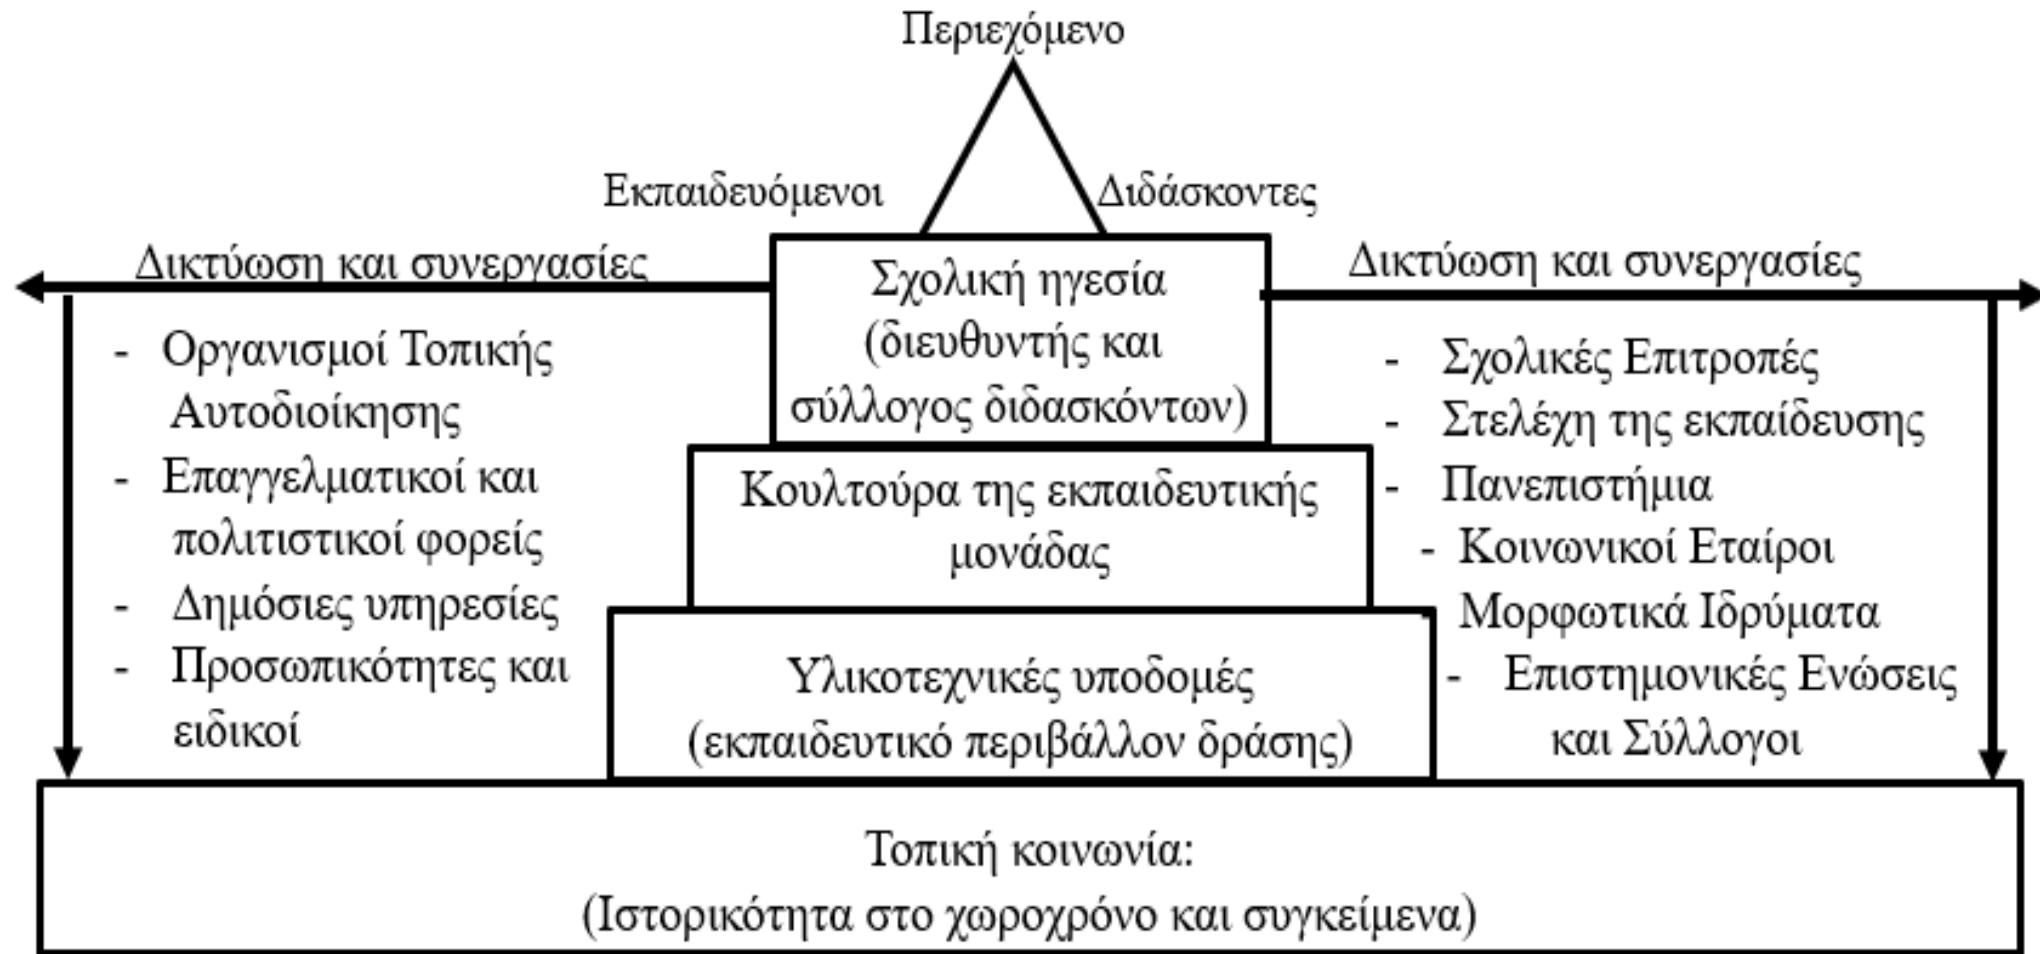 Περιεχόμενο
Εκπαιδευόμενοι
Διδάσκοντες
Δικτύωση και συνεργασίες
Δικτύωση και συνεργασίες
Σχολική ηγεσία
(διευθυντής και
σύλλογος διδασκόντων)
- Οργανισμοί Τοπικής
Αυτοδιοίκησης
- Επαγγελματικοί και
πολιτιστικοί φορείς
- Δημόσιες υπηρεσίες
- Προσωπικότητες και
ειδικοί
Κουλτούρα της εκπαιδευτικής
μονάδας
Υλικοτεχνικές υποδομές
(εκπαιδευτικό περιβάλλον δράσης)
- Σχολικές Επιτροπές
- Στελέχη της εκπαίδευσης
- Πανεπιστήμια
- Κοινωνικοί Εταίροι
- Μορφωτικά Ιδρύματα
- Επιστημονικές Ενώσεις
και Σύλλογοι
Τοπική κοινωνία:
(Ιστορικότητα στο χωροχρόνο και συγκείμενα)